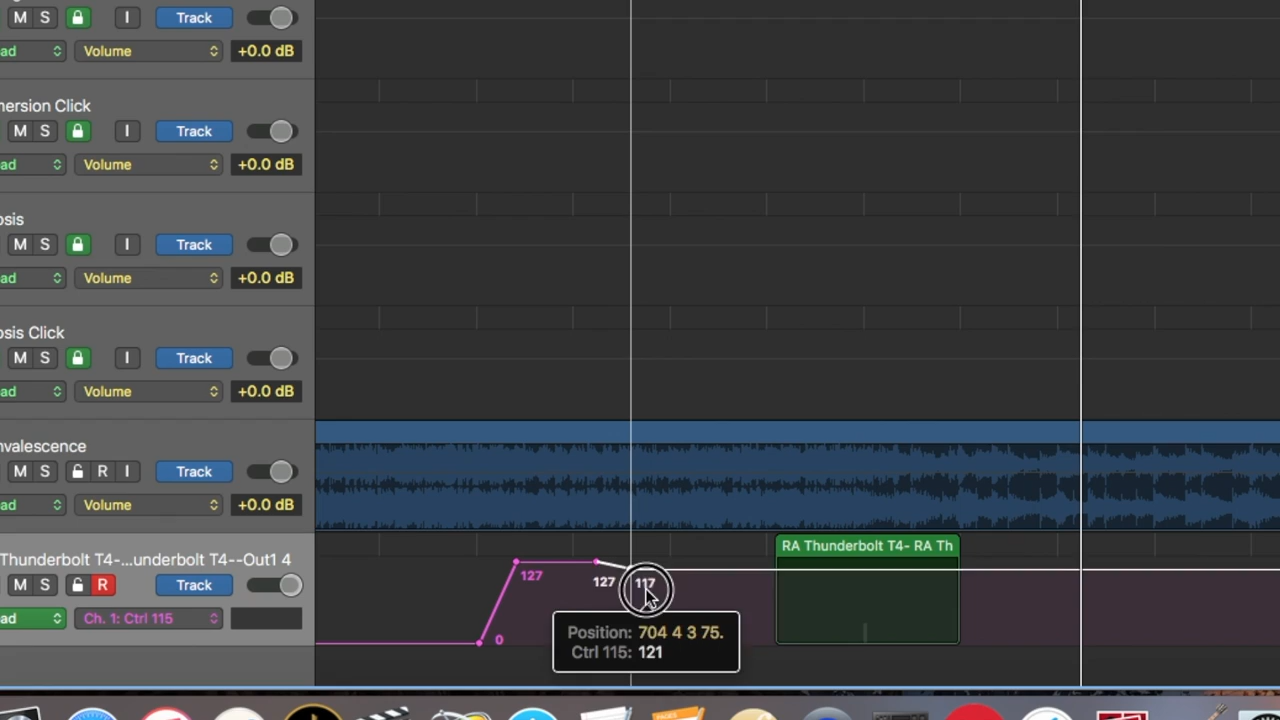 M S I Track
ad Volume +0.0 dB
nersion Click
M S I Track
ad Volume +0.0 dB
osis
M S I Track
ad Volume +0.0 dB
osis Click
M S I Track
ad Volume +0.0 dB
nvalescence
M S R I Track
ad Volume +0.0 dB
Thunderbolt T4-...underbolt T4--Out1 4
M S R Track
ad Ch. 1: Ctrl 115
RA Thunderbolt T4- RA Th
127
127
117
0
Position: 704 4 3 75.
Ctrl 115: 121
PAGES